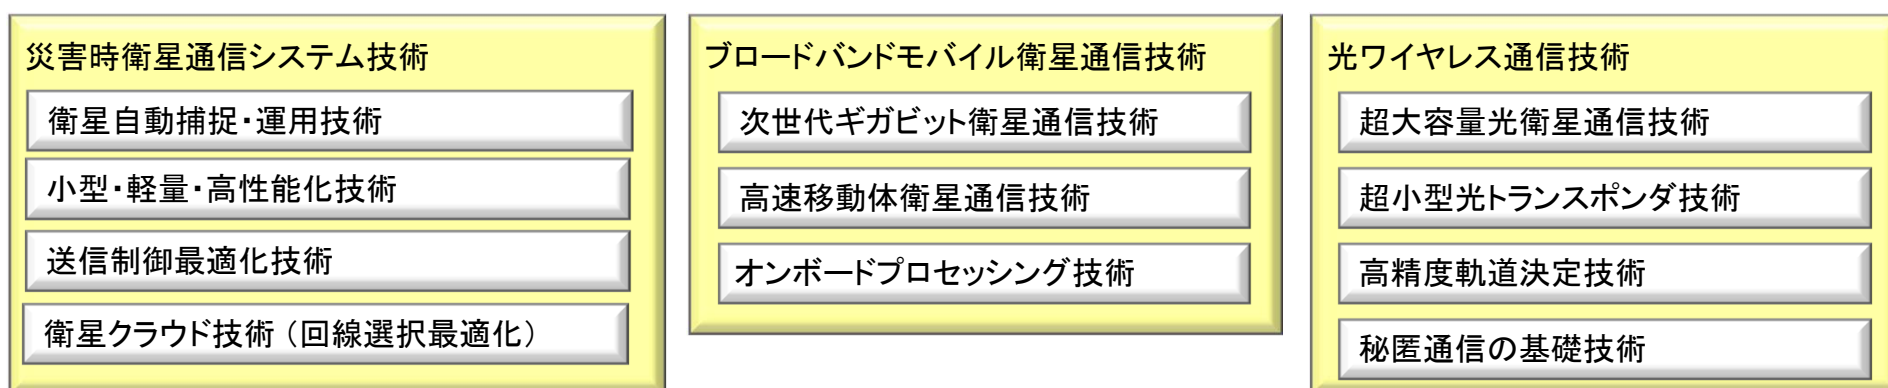 災害時衛星通信システム技術
衛星自動捕捉・運用技術
小型・軽量・高性能化技術
送信制御最適化技術
衛星クラウド技術（回線選択最適化）
ブロードバンドモバイル衛星通信技術
次世代ギガビット衛星通信技術
高速移動体衛星通信技術
オンボードプロセッシング技術
光ワイヤレス通信技術
超大容量光衛星通信技術
超小型光トランスポンダ技術
高精度軌道決定技術
秘匿通信の基礎技術